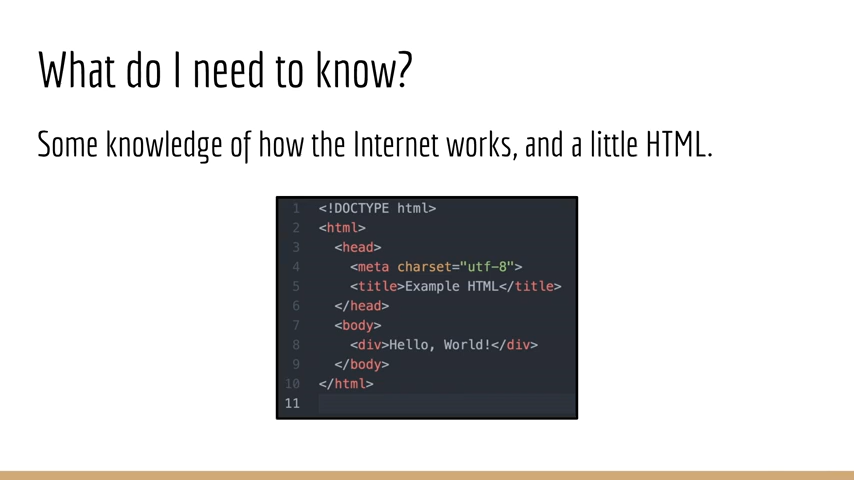 What do I need to know?
Some knowledge of how the Internet works, and a little HTML.
1 <!DOCTYPE html>
2 <html>
3   <head>
4     <meta charset="utf-8">
5     <title>Example HTML</title>
6   </head>
7   <body>
8     <div>Hello, World!</div>
9   </body>
10 </html>
11